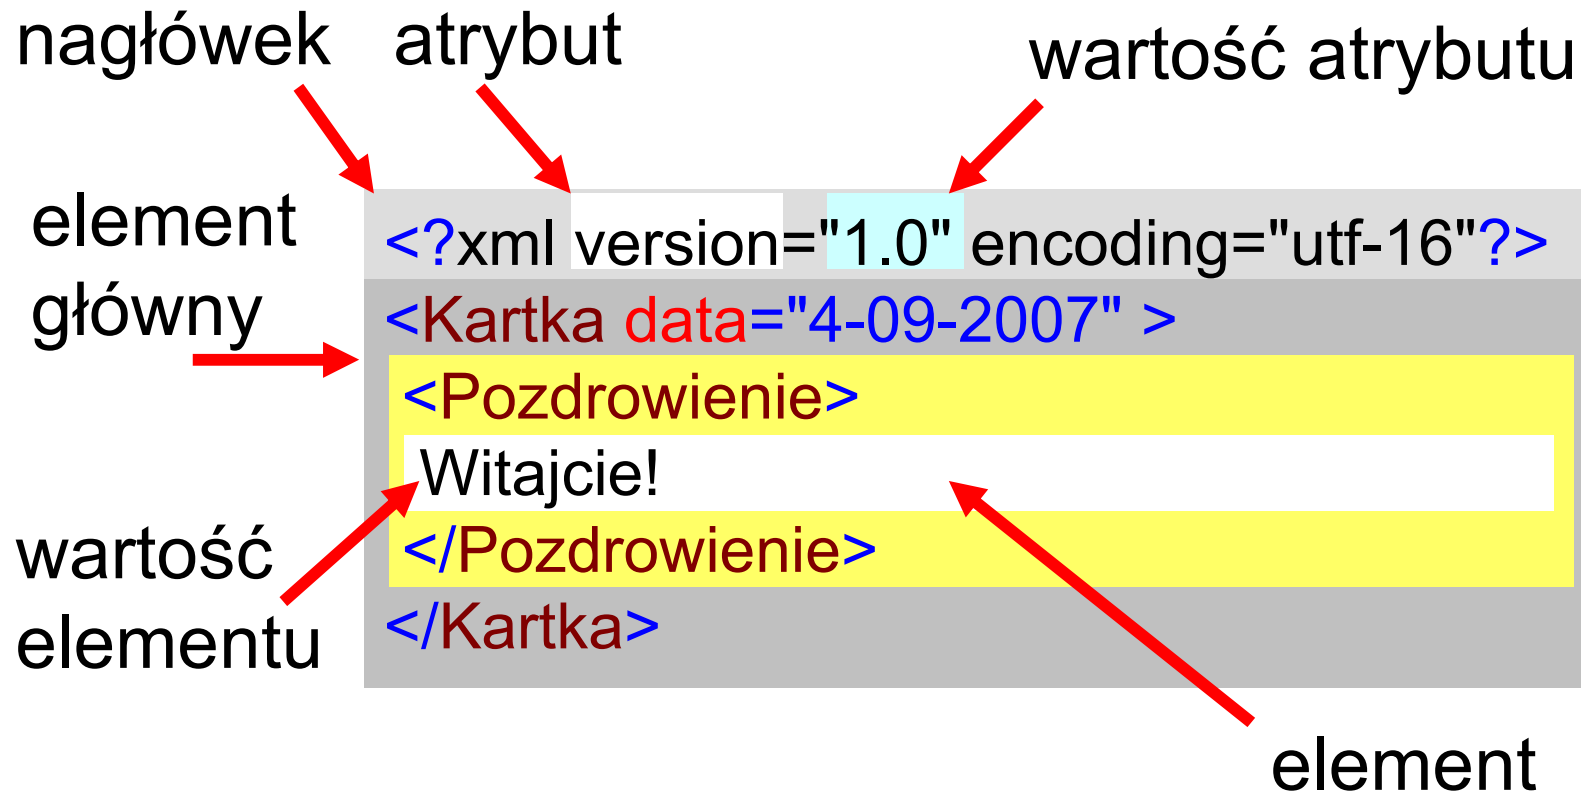 nagłówek atrybut wartość atrybutu
element
główny
<?xml version="1.0" encoding="utf-16"?>
<Kartka data="4-09-2007" >
<Pozdrowienie>
Witajcie!
</Pozdrowienie>
</Kartka>
wartość
elementu
element